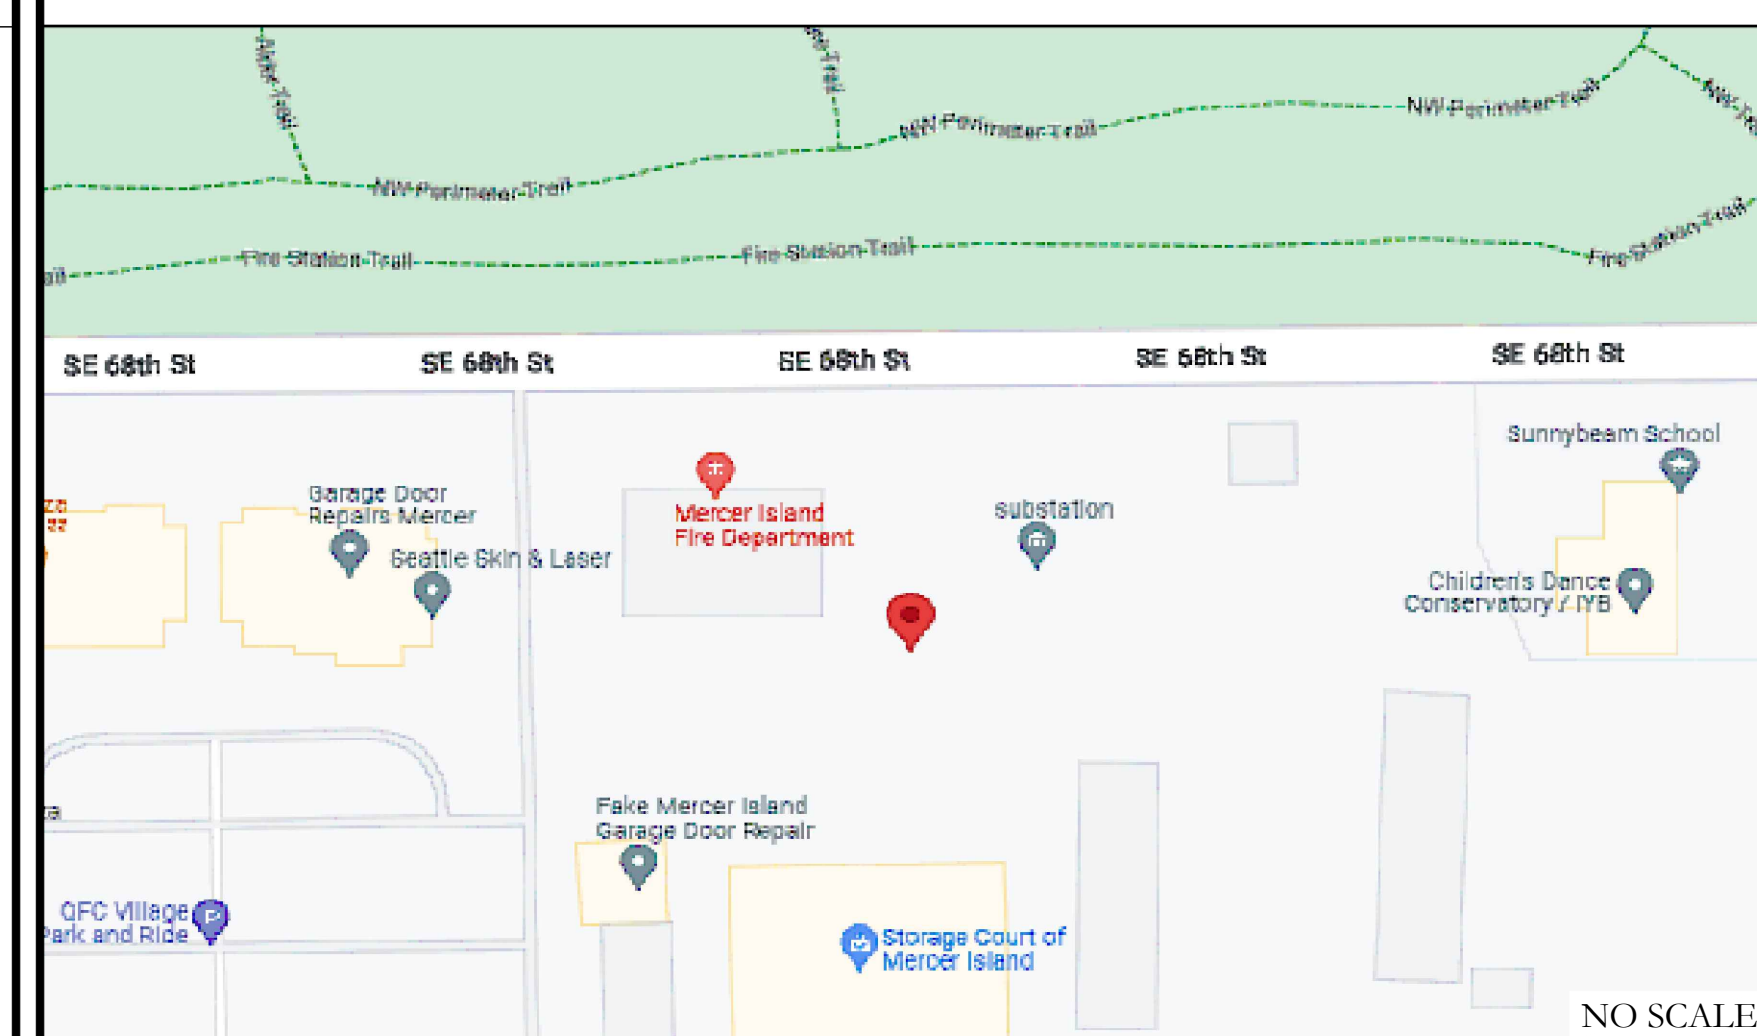 NW Perimeter Trail
NW Perimeter Trail
NW Perimeter Trail
Fire Station Trail
Fire Station Trail
Fire Station Trail
SE 68th St
SE 68th St
SE 68th St
SE 68th St
SE 68th St
Sunnybeam School
Garage Door
Repairs Mercer
Seattle Skin & Laser
Mercer Island
Fire Department
substation
Children's Dance
Conservatory / IYB
Fake Mercer Island
Garage Door Repair
QFC Village
Park and Ride
Storage Court of
Mercer Island
NO SCALE